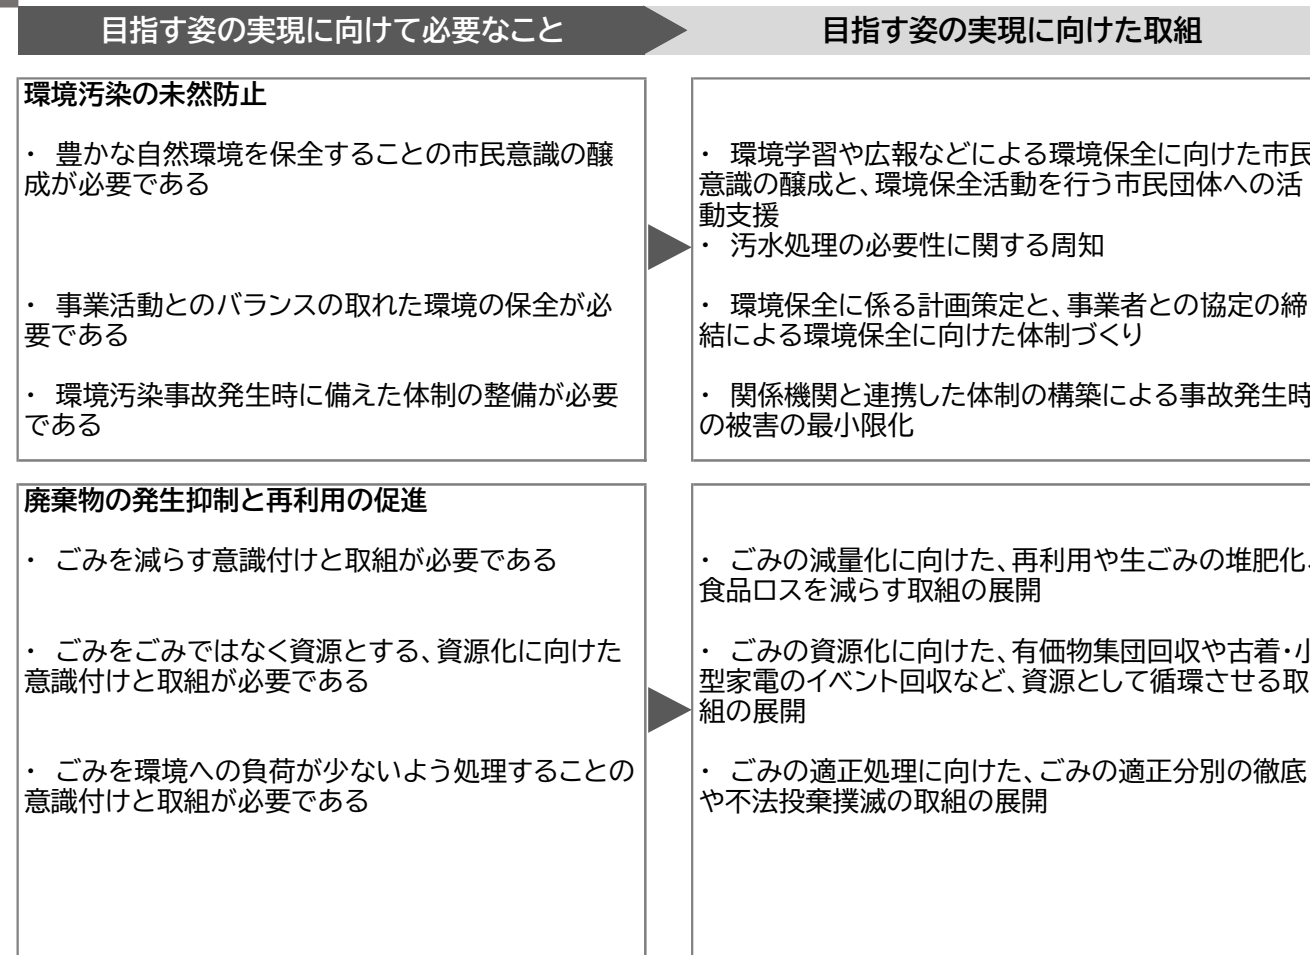 目指す姿の実現に向けて必要なこと
目指す姿の実現に向けた取組
環境汚染の未然防止
・ 豊かな自然環境を保全することの市民意識の醸
成が必要である
・ 事業活動とのバランスの取れた環境の保全が必
要である
・ 環境汚染事故発生時に備えた体制の整備が必要
である
・ 環境学習や広報などによる環境保全に向けた市民
意識の醸成と、環境保全活動を行う市民団体への活
動支援
・ 汚水処理の必要性に関する周知
・ 環境保全に係る計画策定と、事業者との協定の締
結による環境保全に向けた体制づくり
・ 関係機関と連携した体制の構築による事故発生時
の被害の最小限化
廃棄物の発生抑制と再利用の促進
・ ごみを減らす意識付けと取組が必要である
・ ごみをごみではなく資源とする、資源化に向けた
意識付けと取組が必要である
・ ごみを環境への負荷が少ないよう処理することの
意識付けと取組が必要である
・ ごみの減量化に向けた、再利用や生ごみの堆肥化、
食品ロスを減らす取組の展開
・ ごみの資源化に向けた、有価物集団回収や古着・小
型家電のイベント回収など、資源として循環させる取
組の展開
・ ごみの適正処理に向けた、ごみの適正分別の徹底
や不法投棄撲滅の取組の展開